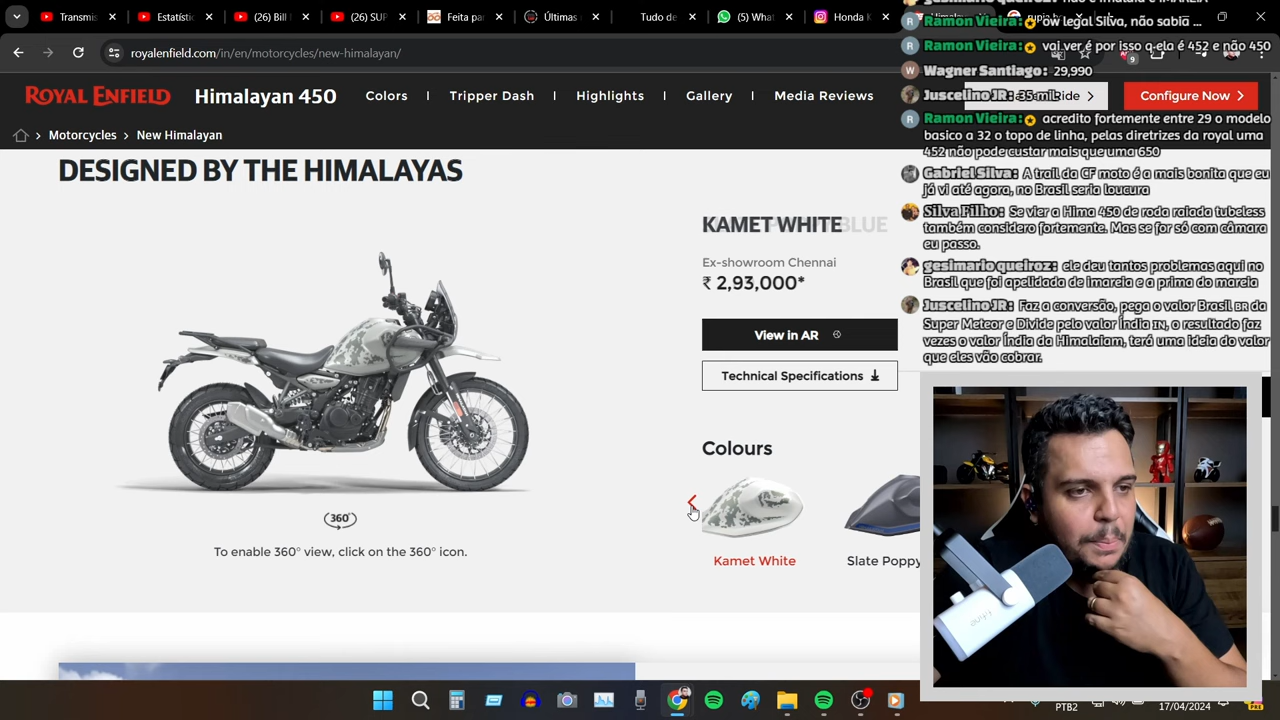 Transmis
Estatísti
(26) Bill
(26) SUP
Feita pa
Últimas
Tudo de
(5) What
Honda K
royalenfield.com/in/en/motorcycles/new-himalayan/
9
ROYAL ENFIELD
Himalayan 450
Colors
Tripper Dash
Highlights
Gallery
Media Reviews
Configure Now
Motorcycles
New Himalayan
DESIGNED BY THE HIMALAYAS
KAMET WHITE
BLUE
Ex-showroom Chennai
₹ 2,93,000*
View in AR
Technical Specifications
Colours
Kamet White
Slate Poppy
360°
To enable 360° view, click on the 360° icon.
Ramon Vieira: ow legal Silva, não sabia ...
Ramon Vieira: vai ver é por isso q ela é 452 e não 450
Wagner Santiago: 29,990
Juscelino JR: 35 mil
Ramon Vieira: acredito fortemente entre 29 o modelo
basico a 32 o topo de linha, pelas diretrizes da royal uma
452 não pode custar mais que uma 650
Gabriel Silva: A trail da CF moto é a mais bonita que eu
já vi até agora, no Brasil seria loucura
Silva Filho: Se vier a Hima 450 de roda raiada tubeless
também considero fortemente. Mas se for só com câmara
eu passo.
gesimario queiroz: ele deu tantos problemas aqui no
Brasil que foi apelidada de imareia e a prima do mareia
Juscelino JR: Faz a conversão, pega o valor Brasil BR da
Super Meteor e Divide pelo valor Índia IN, o resultado faz
vezes o valor Índia da Himalaiam, terá uma ideia do valor
que eles vão cobrar.
fifine
PTB2
17/04/2024
PRE